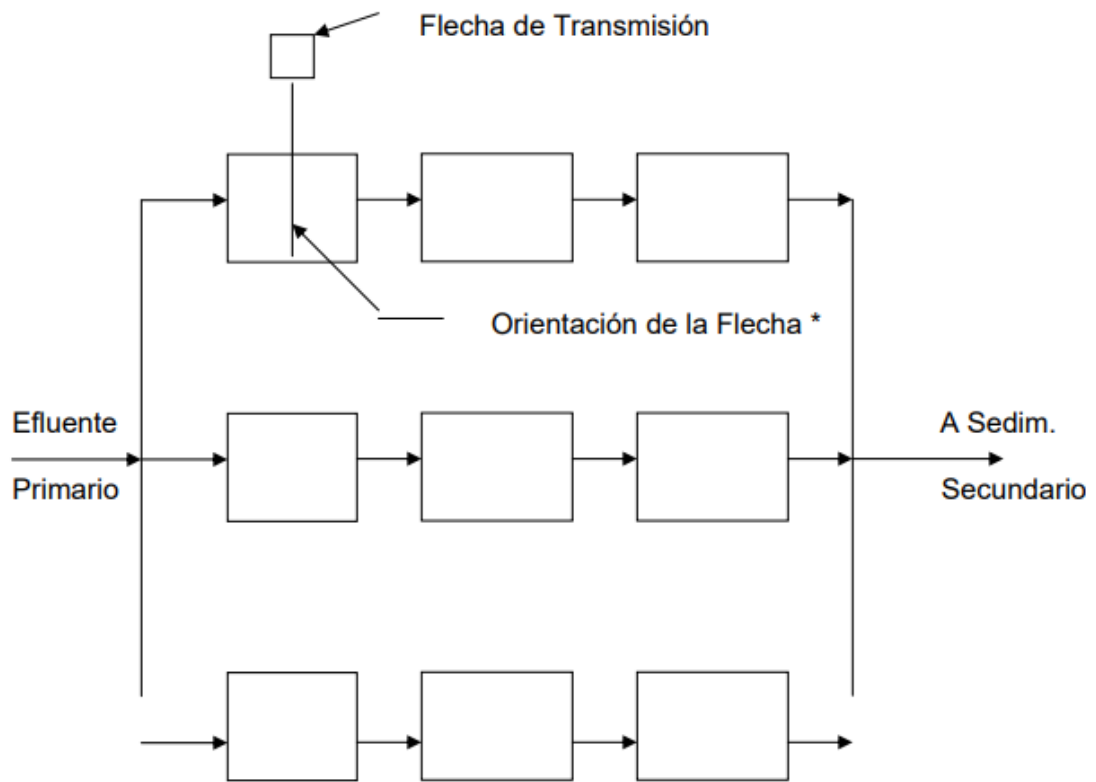 Flecha de Transmisión
Orientación de la Flecha *
Efluente
Primario
A Sedim.
Secundario